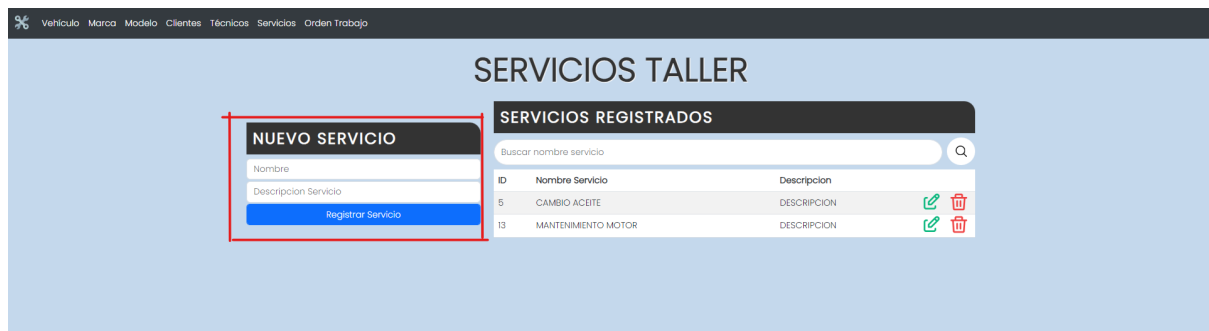 Vehículo Marca Modelo Clientes Técnicos Servicios Orden Trabajo
SERVICIOS TALLER
NUEVO SERVICIO
Nombre
Descripcion Servicio
Registrar Servicio
SERVICIOS REGISTRADOS
Buscar nombre servicio
ID Nombre Servicio Descripcion
5 CAMBIO ACEITE DESCRIPCION
13 MANTENIMIENTO MOTOR DESCRIPCION